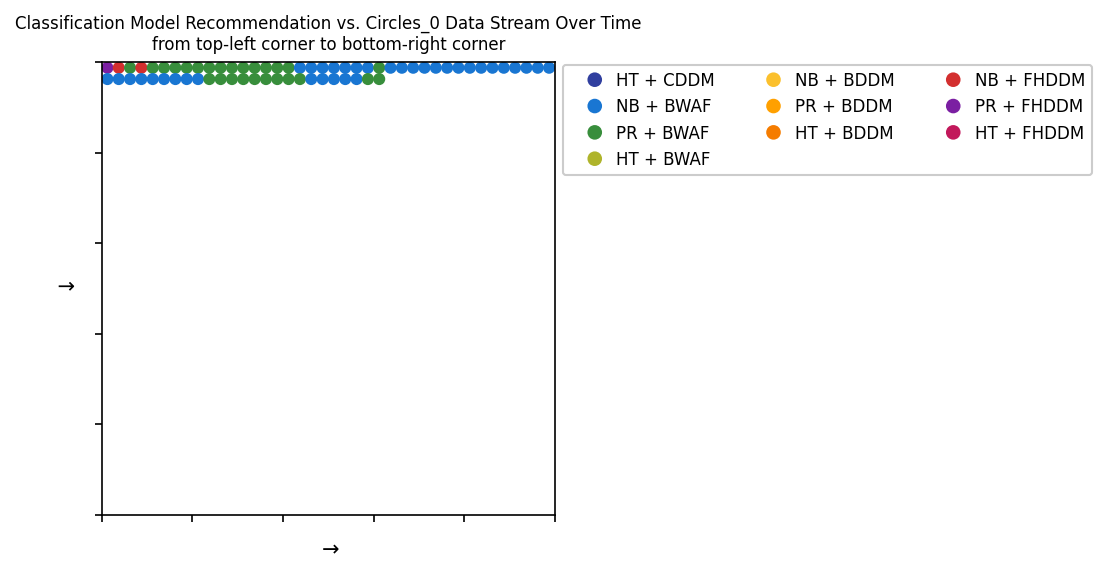 Classification Model Recommendation vs. Circles_0 Data Stream Over Time
from top-left corner to bottom-right corner
HT + CDDM
NB + BWAF
PR + BWAF
HT + BWAF
NB + BDDM
PR + BDDM
HT + BDDM
NB + FHDDM
PR + FHDDM
HT + FHDDM
→
→